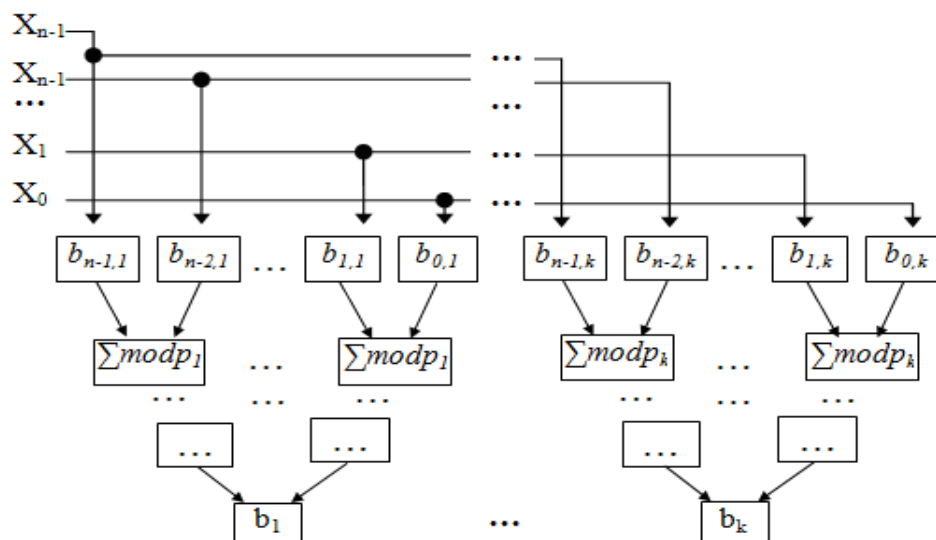 Xn-1
...
Xn-1
...
...
X1
...
X0
...
bn-1,1 bn-2,1 ... b1,1 b0,1 bn-1,k bn-2,k ... b1,k b0,k
∑modp1 ... ∑modp1 ∑modpk ... ∑modpk
... ... ... ... ... ...
... ... ... ...
b1 ... bk